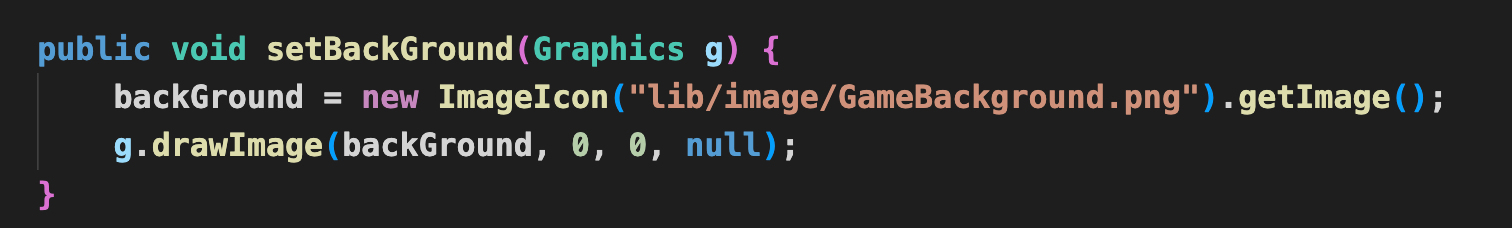 public void setBackGround(Graphics g) {
    backGround = new ImageIcon("lib/image/GameBackground.png").getImage();
    g.drawImage(backGround, 0, 0, null);
}